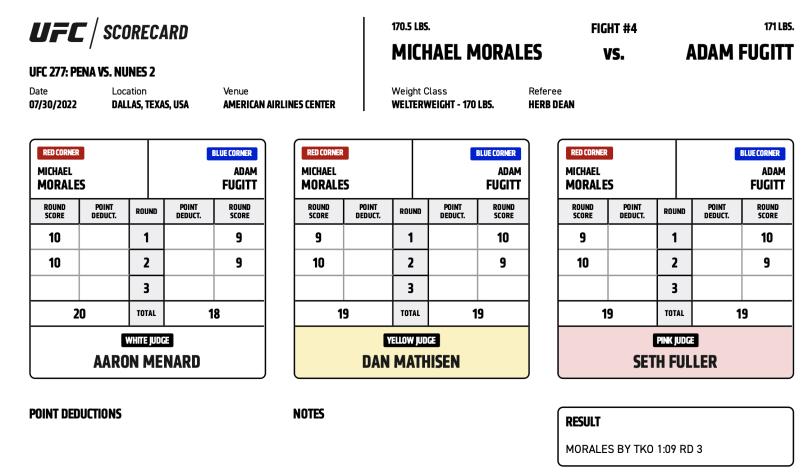 UFC / SCORECARD
UFC 277: PENA VS. NUNES 2
Date Location Venue
07/30/2022 DALLAS, TEXAS, USA AMERICAN AIRLINES CENTER
170.5 LBS. FIGHT #4 171 LBS.
MICHAEL MORALES vs. ADAM FUGITT
Weight Class Referee
WELTERWEIGHT - 170 LBS. HERB DEAN
RED CORNER BLUE CORNER
MICHAEL ADAM
MORALES FUGITT
ROUND POINT ROUND POINT ROUND
SCORE DEDUCT. DEDUCT. SCORE
10 1 9
10 2 9
3
20 TOTAL 18
WHITE JUDGE
AARON MENARD
RED CORNER BLUE CORNER
MICHAEL ADAM
MORALES FUGITT
ROUND POINT ROUND POINT ROUND
SCORE DEDUCT. DEDUCT. SCORE
9 1 10
10 2 9
3
19 TOTAL 19
YELLOW JUDGE
DAN MATHISEN
RED CORNER BLUE CORNER
MICHAEL ADAM
MORALES FUGITT
ROUND POINT ROUND POINT ROUND
SCORE DEDUCT. DEDUCT. SCORE
9 1 10
10 2 9
3
19 TOTAL 19
PINK JUDGE
SETH FULLER
POINT DEDUCTIONS
NOTES
RESULT
MORALES BY TKO 1:09 RD 3